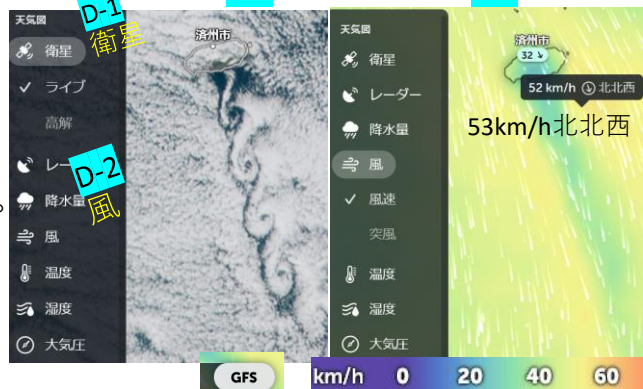 D-1
衛星
天気図
衛星
ライブ
高解
レー
降水量
風
温度
湿度
大気圧
D-2
風
。
済州市
天気図
衛星
レーダー
降水量
風
風速
突風
温度
湿度
大気圧
済州市
32
52 km/h 北北西
53km/h北北西
GFS
km/h 0 20 40 60